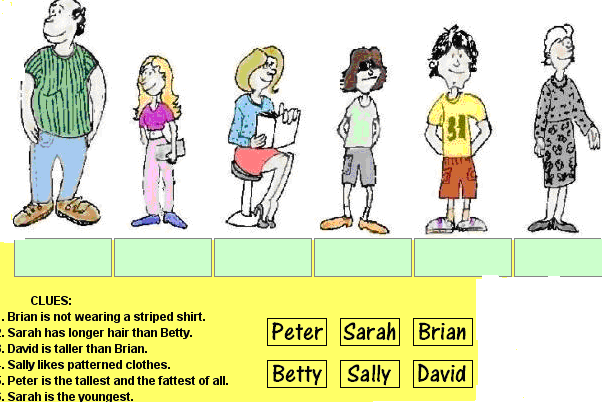 31
CLUES:
. Brian is not wearing a striped shirt.
. Sarah has longer hair than Betty.
. David is taller than Brian.
. Sally likes patterned clothes.
. Peter is the tallest and the fattest of all.
. Sarah is the youngest.
Peter Sarah Brian
Betty Sally David